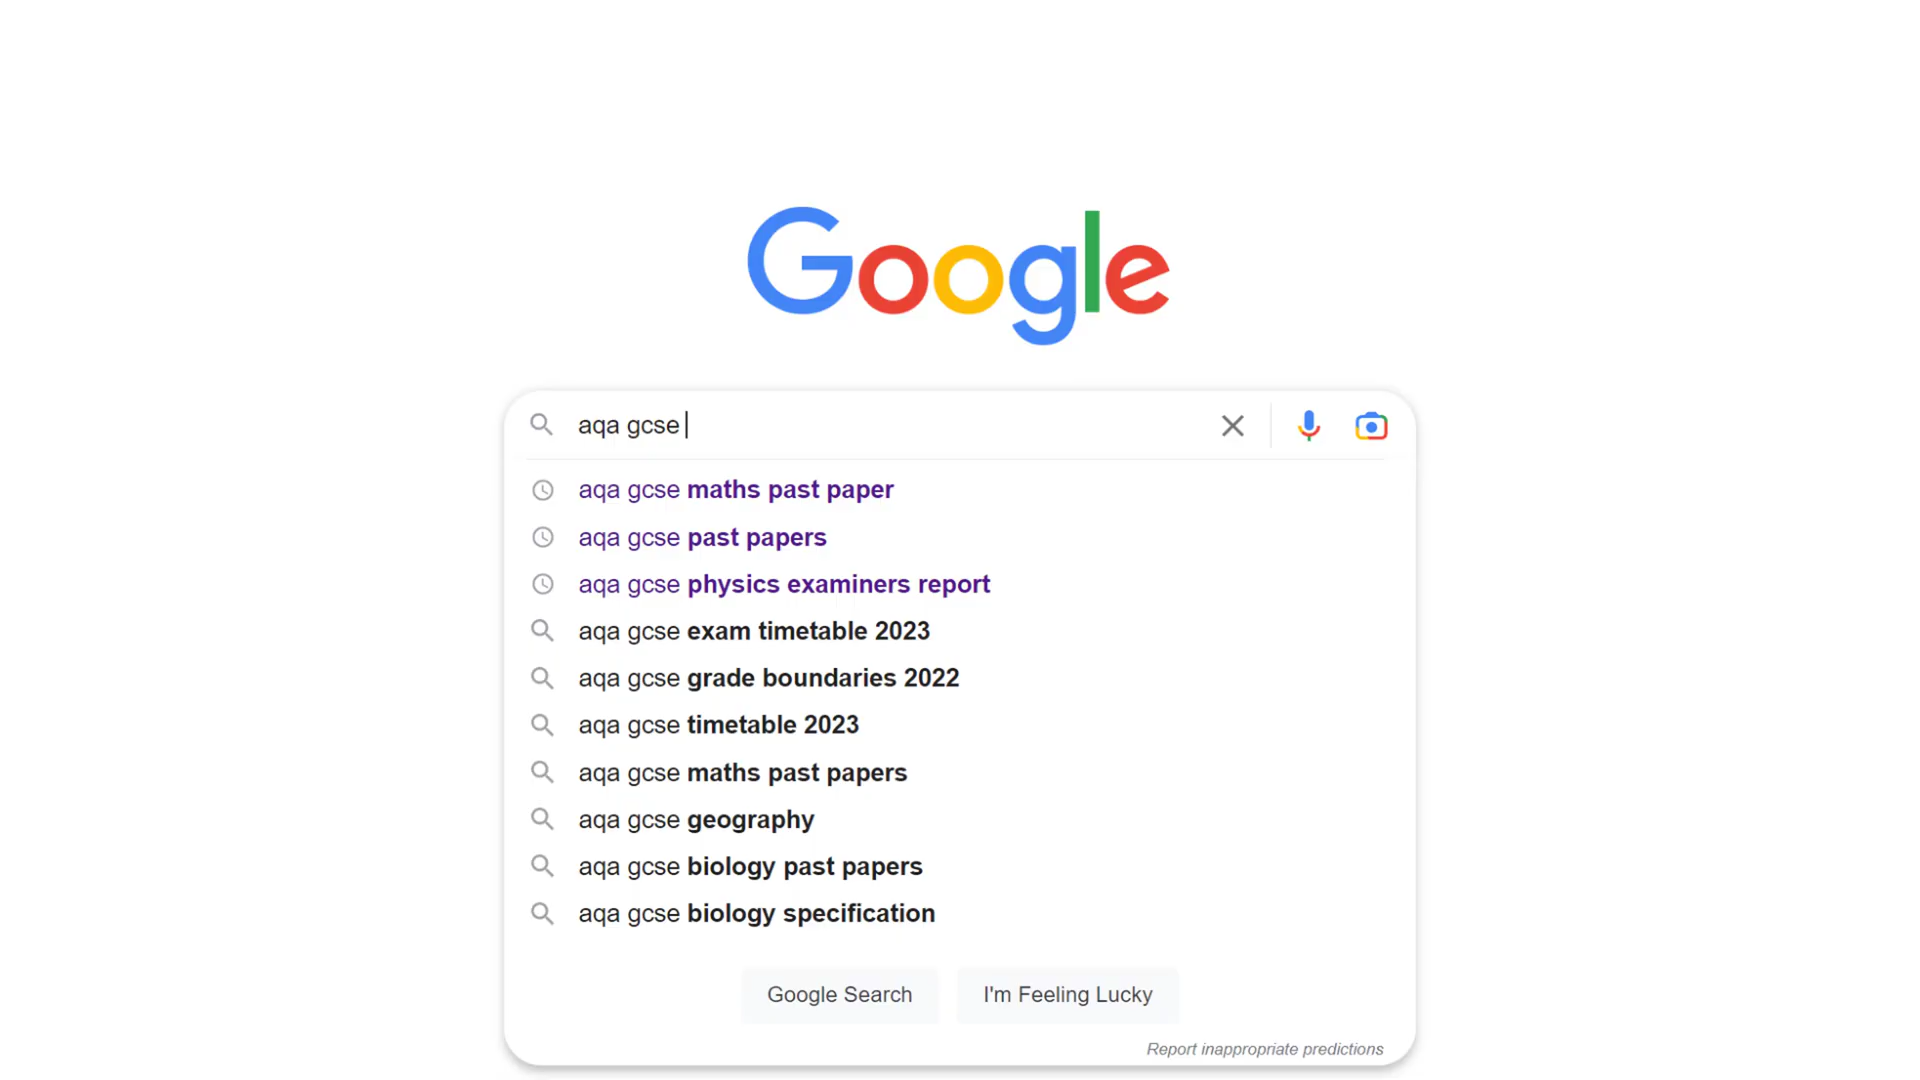 Google
aqa gcse
aqa gcse maths past paper
aqa gcse past papers
aqa gcse physics examiners report
aqa gcse exam timetable 2023
aqa gcse grade boundaries 2022
aqa gcse timetable 2023
aqa gcse maths past papers
aqa gcse geography
aqa gcse biology past papers
aqa gcse biology specification
Google Search I'm Feeling Lucky
Report inappropriate predictions